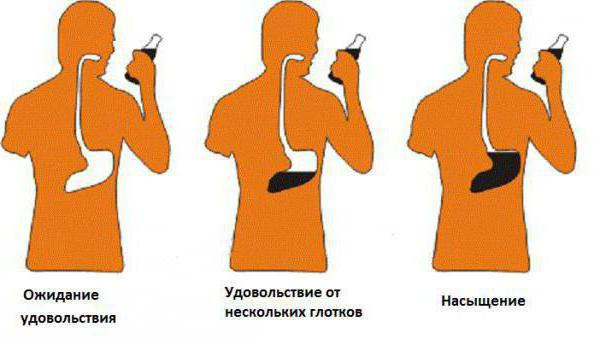 Ожидание
удовольствия
Удовольствие от
нескольких глотков
Насыщение